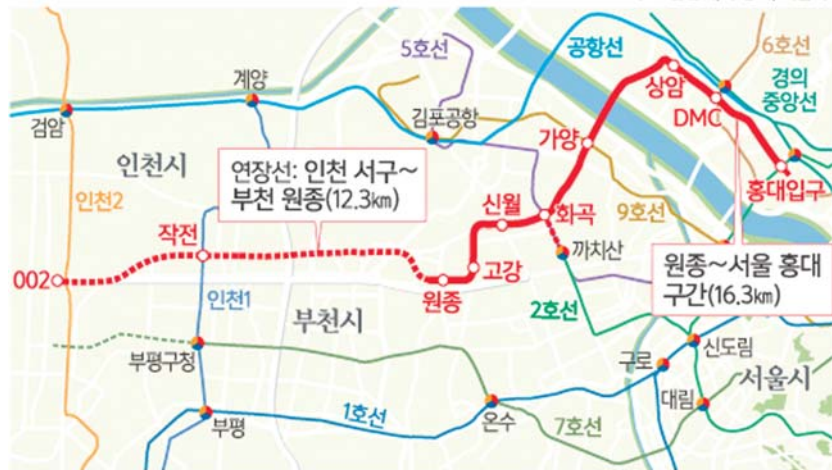 5호선
공항선
6호선
경의
중앙선
계양
검암
김포공항
상암
DMC
가양
홍대입구
인천시
연장선: 인천 서구~
부천 원종(12.3㎞)
인천2
작전
신월
화곡
9호선
까치산
002
고강
원종
원종~서울 홍대
구간(16.3㎞)
인천1
부천시
2호선
부평구청
구로
신도림
서울시
대림
부평
1호선
온수
7호선